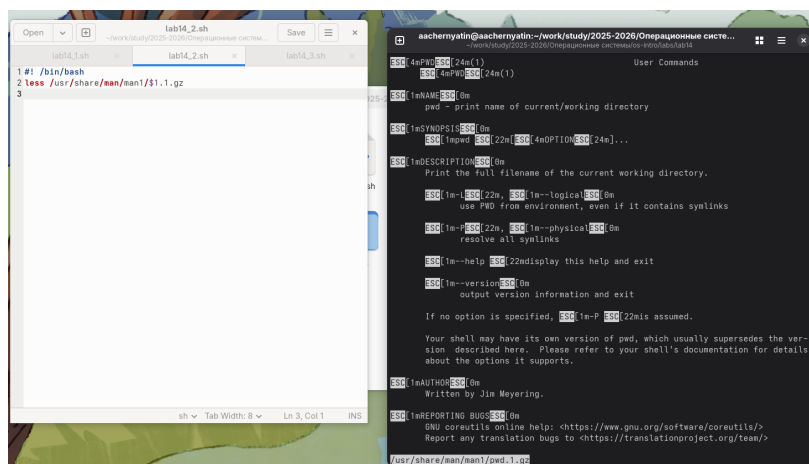 Open
lab14_2.sh
~/work/study/2025-2026/Операционные систем...
Save
lab14_1.sh
lab14_2.sh
lab14_3.sh
1 #! /bin/bash
2 less /usr/share/man/man1/$1.1.gz
3
sh Tab Width: 8 Ln 3, Col 1 INS
025-2
sh
aachernyatin@aachernyatin:~/work/study/2025-2026/Операционные систе...
~/work/study/2025-2026/Операционные системы/os-intro/labs/lab14
ESC[4mPWDESC[24m(1) User Commands
ESC[4mPWDESC[24m(1)
ESC[1mNAMEESC[0m
pwd - print name of current/working directory
ESC[1mSYNOPSISESC[0m
ESC[1mpwd ESC[22m[ESC[4mOPTIONESC[24m]...
ESC[1mDESCRIPTIONESC[0m
Print the full filename of the current working directory.
ESC[1m-LESC[22m, ESC[1m--logicalESC[0m
use PWD from environment, even if it contains symlinks
ESC[1m-PESC[22m, ESC[1m--physicalESC[0m
resolve all symlinks
ESC[1m--help ESC[22mdisplay this help and exit
ESC[1m--versionESC[0m
output version information and exit
If no option is specified, ESC[1m-P ESC[22mis assumed.
Your shell may have its own version of pwd, which usually supersedes the ver-
sion described here. Please refer to your shell's documentation for details
about the options it supports.
ESC[1mAUTHORESC[0m
Written by Jim Meyering.
ESC[1mREPORTING BUGSESC[0m
GNU coreutils online help: <https://www.gnu.org/software/coreutils/>
Report any translation bugs to <https://translationproject.org/team/>
/usr/share/man/man1/pwd.1.gz